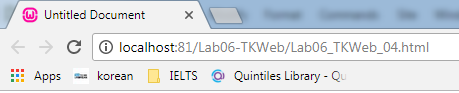 Untitled Document
localhost:81/Lab06-TKWeb/Lab06_TKWeb_04.html
Apps korean IELTS Quintiles Library - Qu